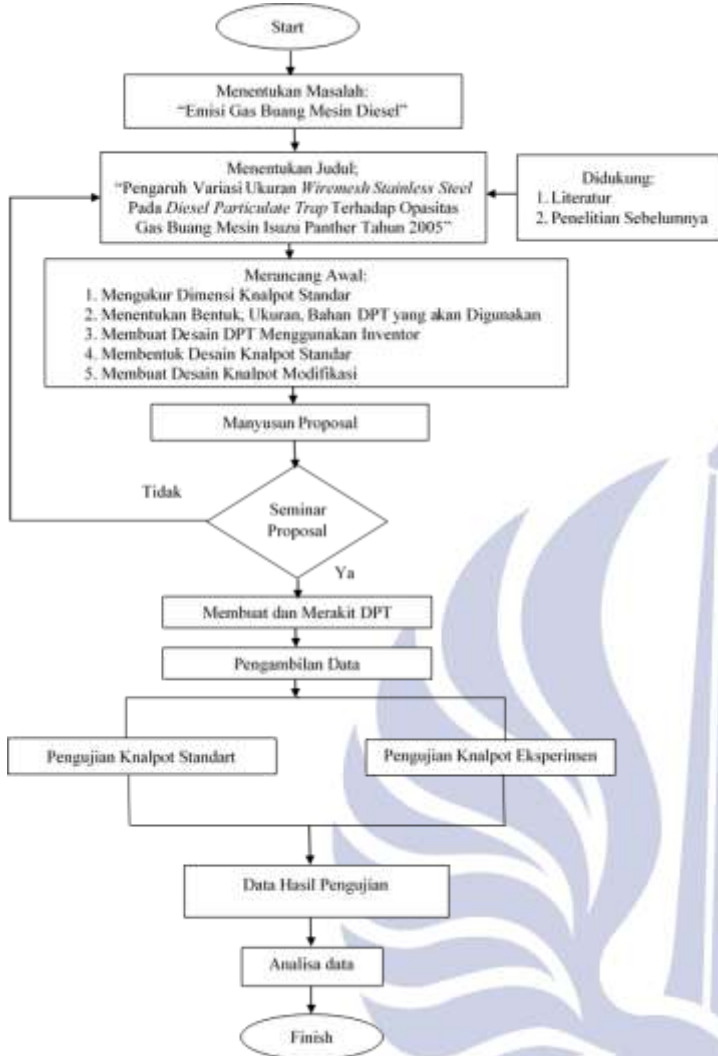 Start
Menentukan Masalah:
“Emisi Gas Buang Mesin Diesel”
Menentukan Judul;
“Pengaruh Variasi Ukuran Wiremesh Stainless Steel
Pada Diesel Particulate Trap Terhadap Opasitas
Gas Buang Mesin Isuzu Panther Tahun 2005”
Didukung:
1. Literatur
2. Penelitian Sebelumnya
Merancang Awal:
1. Mengukur Dimensi Knalpot Standar
2. Menentukan Bentuk, Ukuran, Bahan DPT yang akan Digunakan
3. Membuat Desain DPT Menggunakan Inventor
4. Membentuk Desain Knalpot Standar
5. Membuat Desain Knalpot Modifikasi
Manyusun Proposal
Tidak
Seminar
Proposal
Ya
Membuat dan Merakit DPT
Pengambilan Data
Pengujian Knalpot Standart
Pengujian Knalpot Eksperimen
Data Hasil Pengujian
Analisa data
Finish